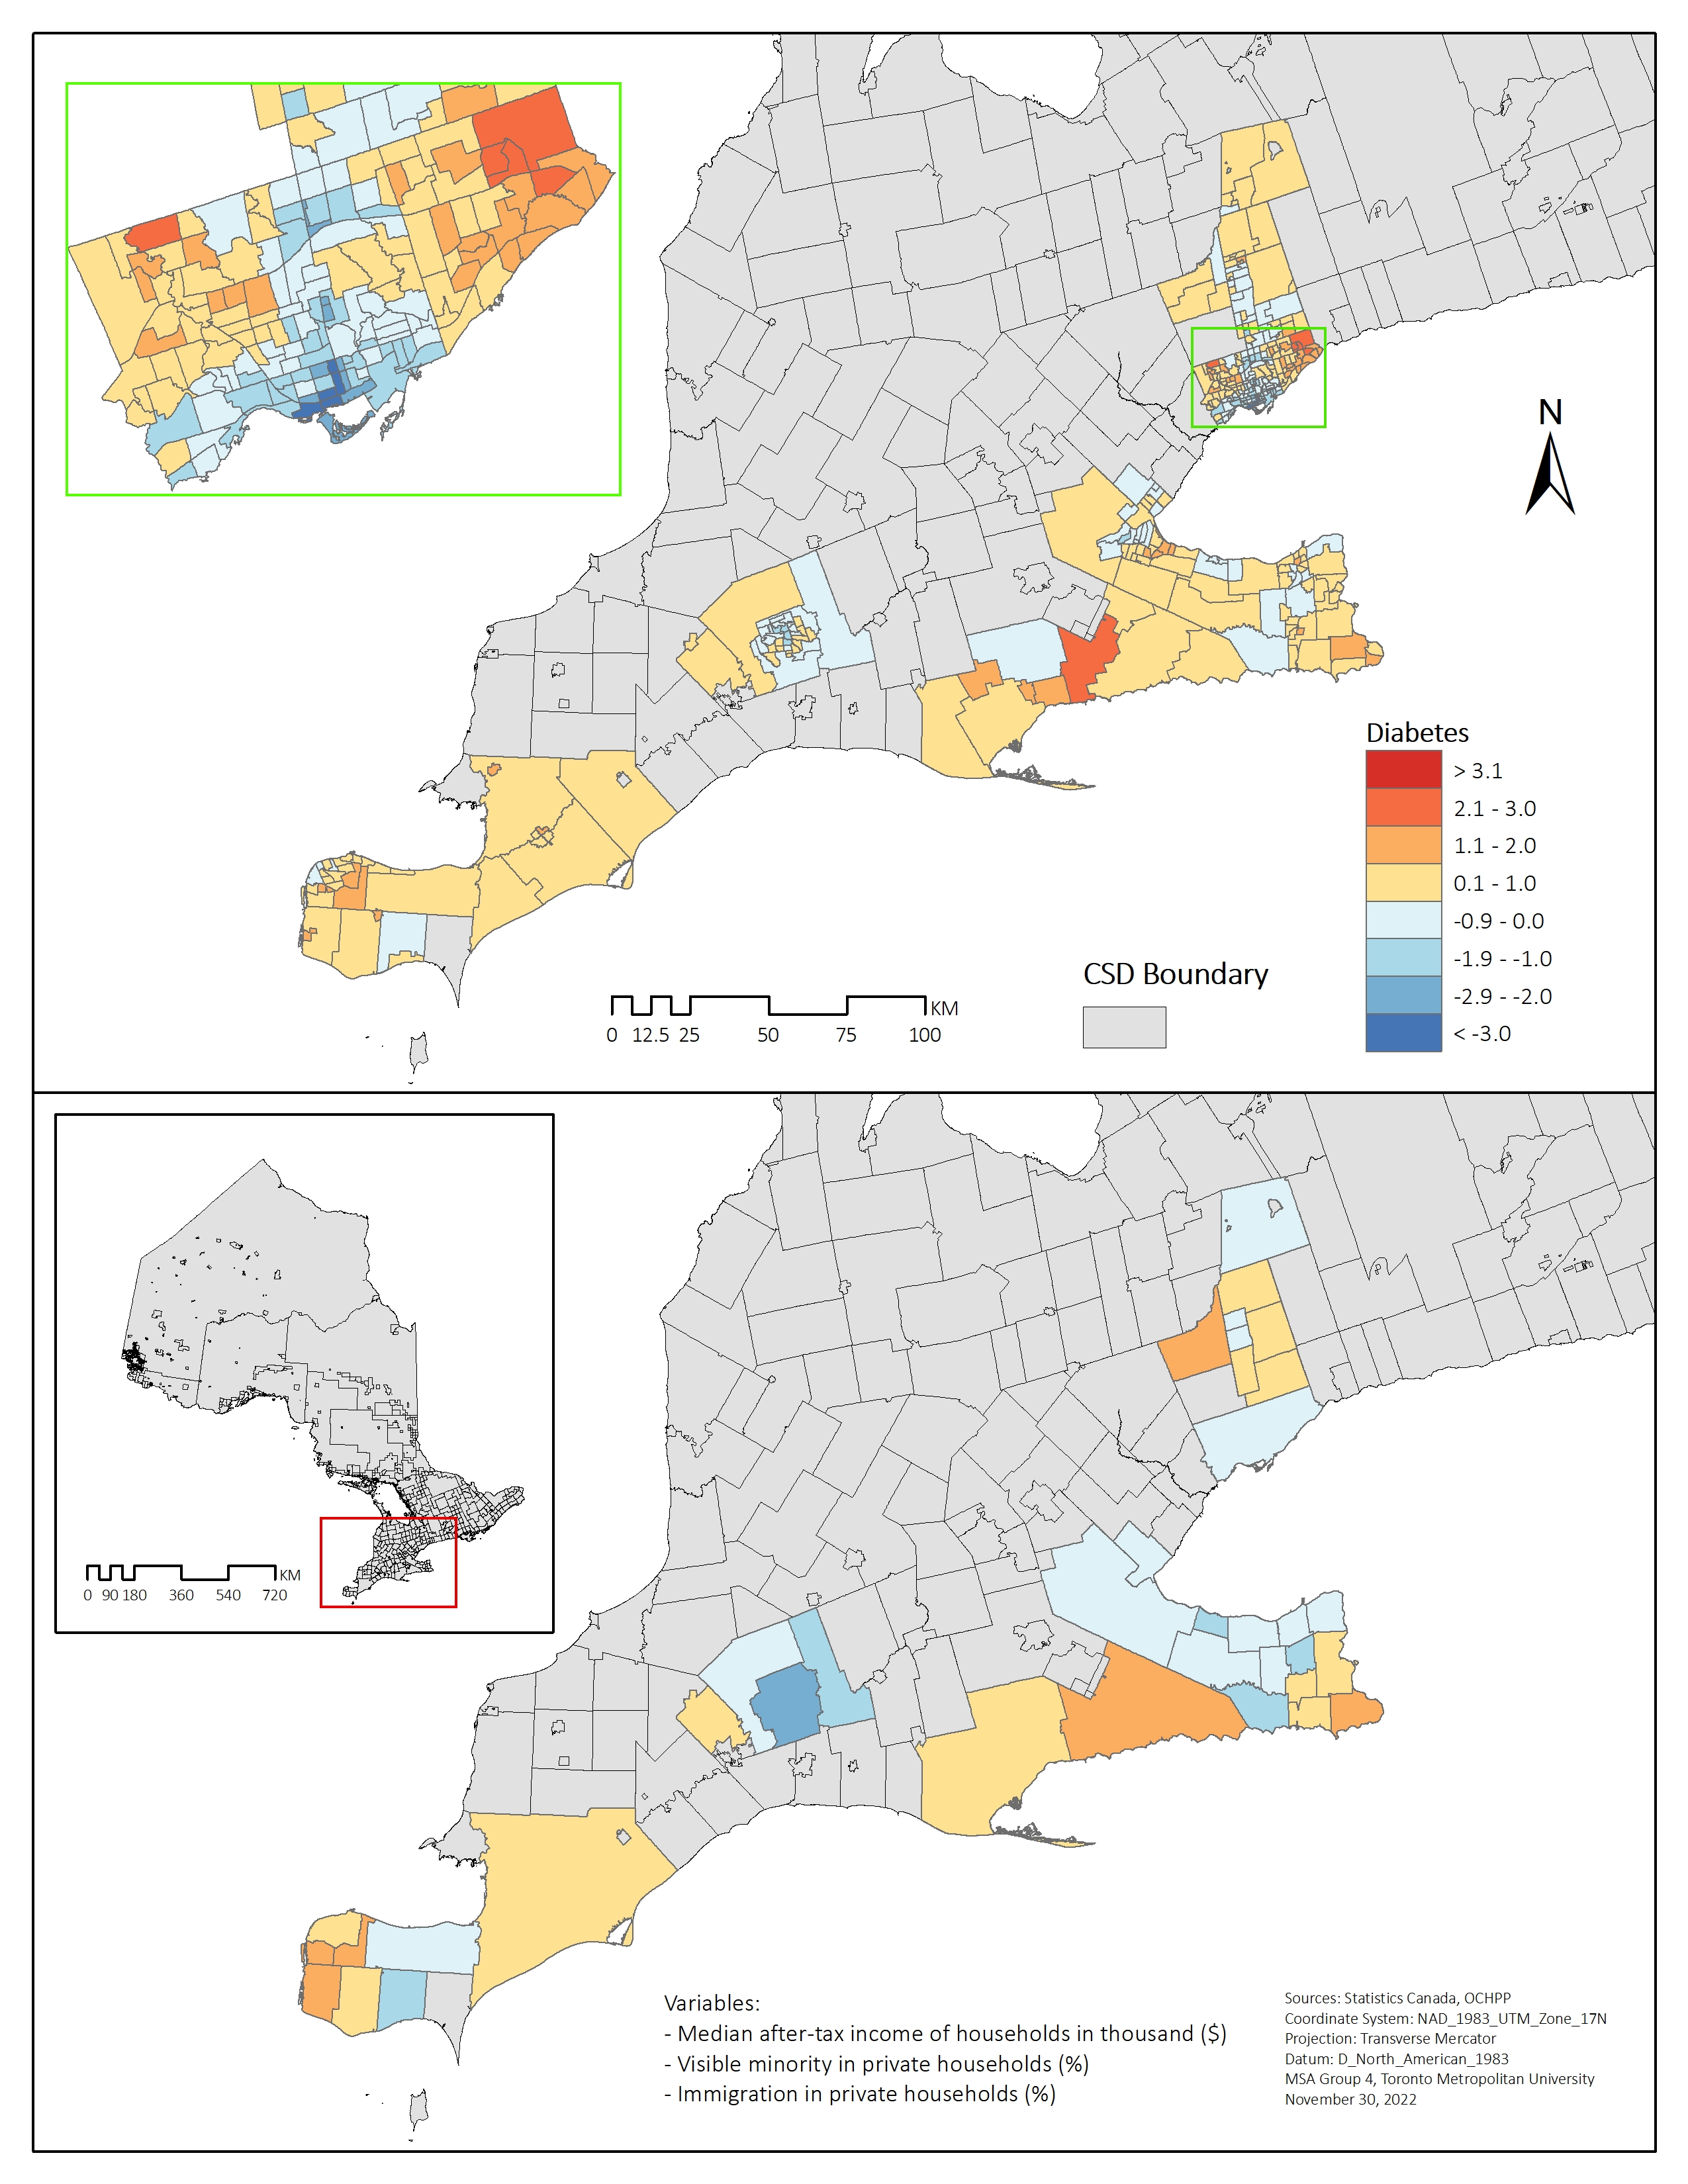 N
Diabetes
> 3.1
2.1 - 3.0
1.1 - 2.0
0.1 - 1.0
-0.9 - 0.0
-1.9 - -1.0
-2.9 - -2.0
< -3.0
CSD Boundary
KM
0 12.5 25 50 75 100
KM
0 90 180 360 540 720
Variables:
- Median after-tax income of households in thousand ($)
- Visible minority in private households (%)
- Immigration in private households (%)
Sources: Statistics Canada, OCHPP
Coordinate System: NAD_1983_UTM_Zone_17N
Projection: Transverse Mercator
Datum: D_North_American_1983
MSA Group 4, Toronto Metropolitan University
November 30, 2022